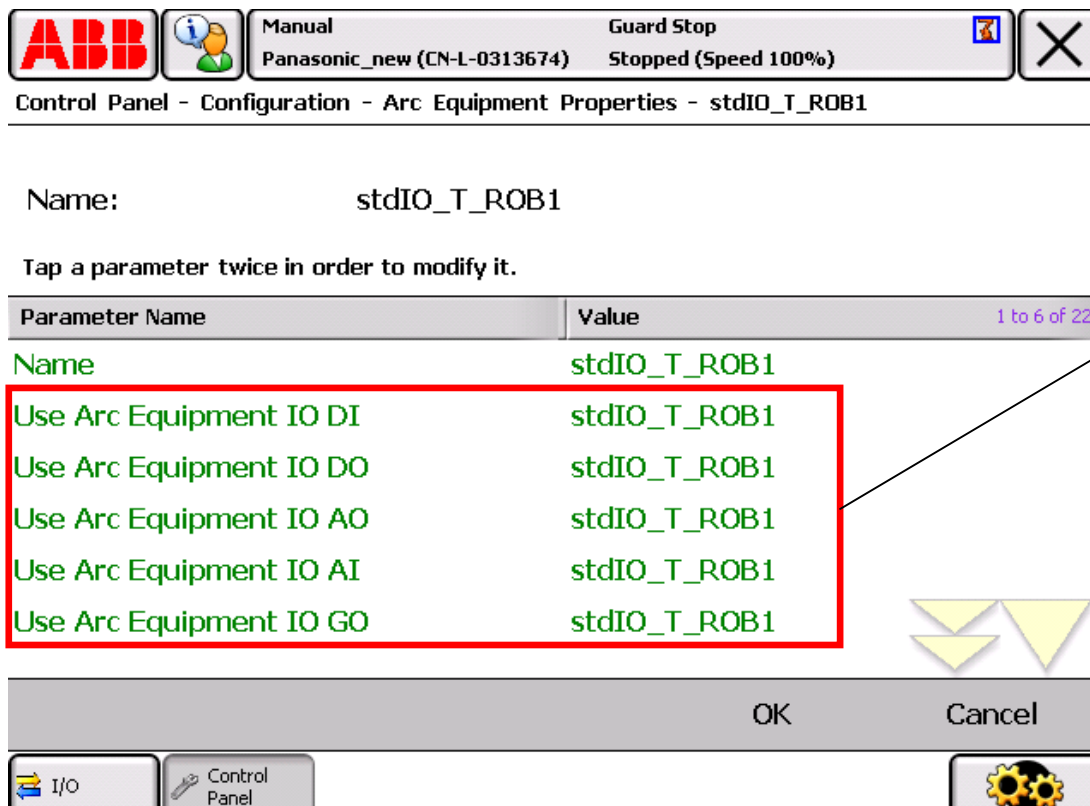 ABB
Manual Guard Stop
Panasonic_new (CN-L-0313674) Stopped (Speed 100%)
Control Panel - Configuration - Arc Equipment Properties - stdIO_T_ROB1
Name: stdIO_T_ROB1
Tap a parameter twice in order to modify it.
Parameter Name Value 1 to 6 of 22
Name stdIO_T_ROB1
Use Arc Equipment IO DI stdIO_T_ROB1
Use Arc Equipment IO DO stdIO_T_ROB1
Use Arc Equipment IO AO stdIO_T_ROB1
Use Arc Equipment IO AI stdIO_T_ROB1
Use Arc Equipment IO GO stdIO_T_ROB1
OK Cancel
I/O Control
Panel